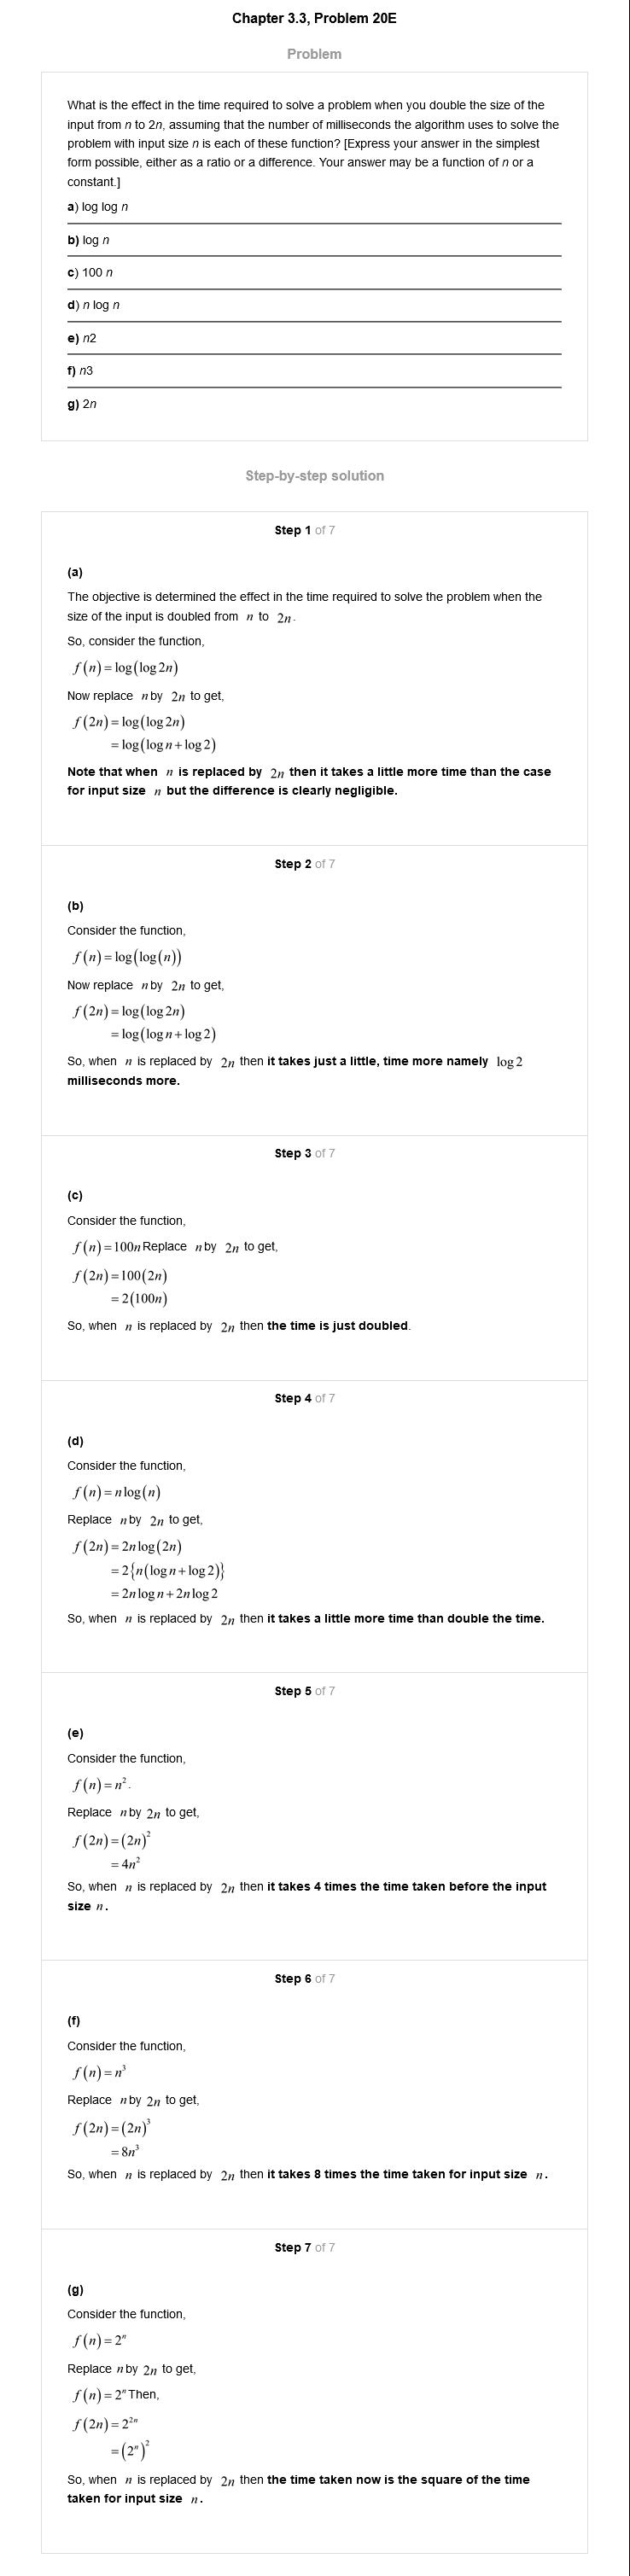 Chapter 3.3, Problem 20E
Problem
What is the effect in the time required to solve a problem when you double the size of the
input from n to 2n, assuming that the number of milliseconds the algorithm uses to solve the
problem with input size n is each of these function? [Express your answer in the simplest
form possible, either as a ratio or a difference. Your answer may be a function of n or a
constant.]
a) log log n
b) log n
c) 100 n
d) n log n
e) n2
f) n3
g) 2n
Step-by-step solution
Step 1 of 7
(a)
The objective is determined the effect in the time required to solve the problem when the
size of the input is doubled from n to 2n.
So, consider the function,
f(n) = log(log 2n)
Now replace n by 2n to get,
f(2n) = log(log 2n)
= log(log n + log 2)
Note that when n is replaced by 2n then it takes a little more time than the case
for input size n but the difference is clearly negligible.
Step 2 of 7
(b)
Consider the function,
f(n) = log(log(n))
Now replace n by 2n to get,
f(2n) = log(log 2n)
= log(log n + log 2)
So, when n is replaced by 2n then it takes just a little, time more namely log 2
milliseconds more.
Step 3 of 7
(c)
Consider the function,
f(n) = 100n Replace n by 2n to get,
f(2n) = 100(2n)
= 2(100n)
So, when n is replaced by 2n then the time is just doubled.
Step 4 of 7
(d)
Consider the function,
f(n) = n log(n)
Replace n by 2n to get,
f(2n) = 2n log(2n)
= 2{n(log n + log 2)}
= 2n log n + 2n log 2
So, when n is replaced by 2n then it takes a little more time than double the time.
Step 5 of 7
(e)
Consider the function,
f(n) = n².
Replace n by 2n to get,
f(2n) = (2n)²
= 4n²
So, when n is replaced by 2n then it takes 4 times the time taken before the input
size n.
Step 6 of 7
(f)
Consider the function,
f(n) = n³
Replace n by 2n to get,
f(2n) = (2n)³
= 8n³
So, when n is replaced by 2n then it takes 8 times the time taken for input size n.
Step 7 of 7
(g)
Consider the function,
f(n) = 2ⁿ
Replace n by 2n to get,
f(n) = 2ⁿ Then,
f(2n) = 2²ⁿ
= (2ⁿ)²
So, when n is replaced by 2n then the time taken now is the square of the time
taken for input size n.